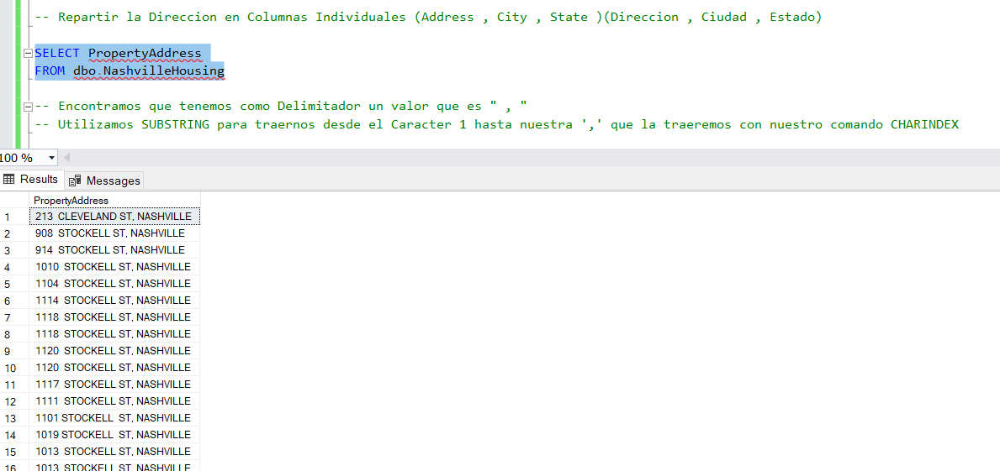 -- Repartir la Direccion en Columnas Individuales (Address , City , State )(Direccion , Ciudad , Estado)
SELECT PropertyAddress
FROM dbo.NashvilleHousing
-- Encontramos que tenemos como Delimitador un valor que es " , "
-- Utilizamos SUBSTRING para traernos desde el Caracter 1 hasta nuestra ',' que la traeremos con nuestro comando CHARINDEX
100 %
Results Messages
PropertyAddress
1 213 CLEVELAND ST, NASHVILLE
2 908 STOCKELL ST, NASHVILLE
3 914 STOCKELL ST, NASHVILLE
4 1010 STOCKELL ST, NASHVILLE
5 1104 STOCKELL ST, NASHVILLE
6 1114 STOCKELL ST, NASHVILLE
7 1118 STOCKELL ST, NASHVILLE
8 1118 STOCKELL ST, NASHVILLE
9 1120 STOCKELL ST, NASHVILLE
10 1120 STOCKELL ST, NASHVILLE
11 1117 STOCKELL ST, NASHVILLE
12 1111 STOCKELL ST, NASHVILLE
13 1101 STOCKELL ST, NASHVILLE
14 1019 STOCKELL ST, NASHVILLE
15 1013 STOCKELL ST, NASHVILLE
16 1013 STOCKELL ST, NASHVILLE